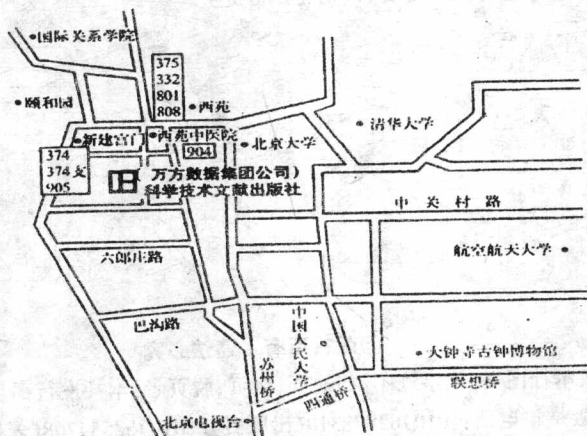 国际关系学院
375
332
801
808
颐和园
西苑
清华大学
新建宫门
西苑中医院
北京大学
904
374
374支
905
万方数据集团公司)
科学技术文献出版社
中关村路
六郎庄路
航空航天大学
巴沟路
中国人民大学
苏州桥
大钟寺古钟博物馆
联想桥
四通桥
北京电视台